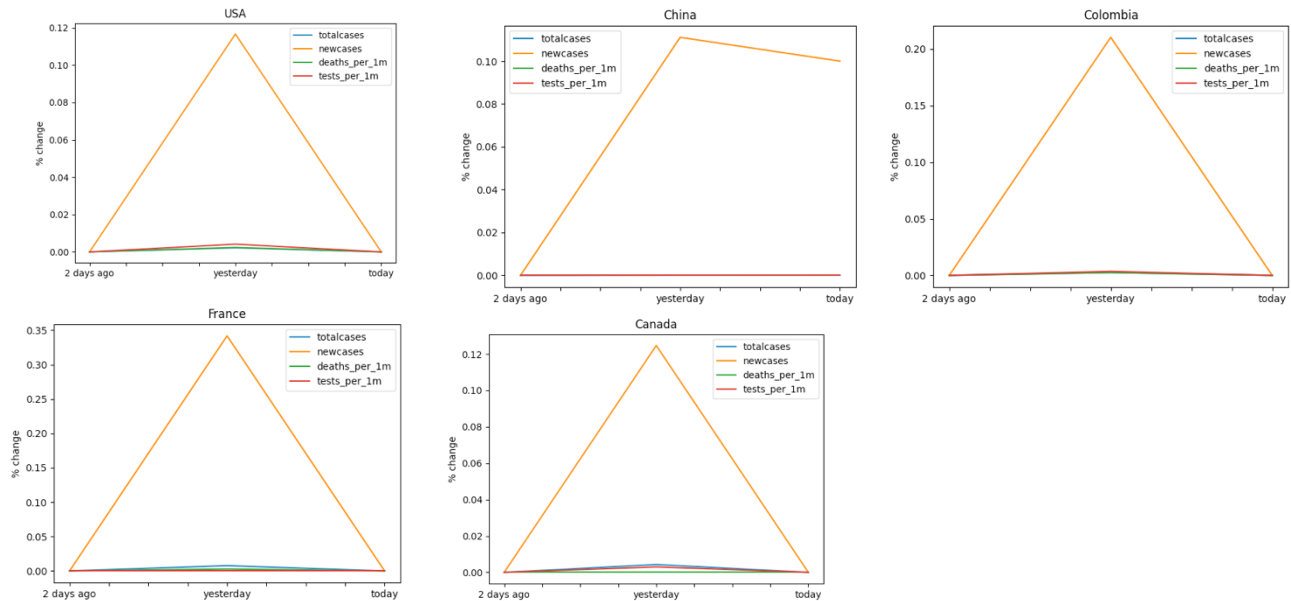 USA
0.12
0.10
0.08
0.06
0.04
0.02
0.00
% change
2 days ago yesterday today
totalcases
newcases
deaths_per_1m
tests_per_1m
China
0.10
0.08
0.06
0.04
0.02
0.00
% change
2 days ago yesterday today
totalcases
newcases
deaths_per_1m
tests_per_1m
Colombia
0.20
0.15
0.10
0.05
0.00
% change
2 days ago yesterday today
totalcases
newcases
deaths_per_1m
tests_per_1m
France
0.35
0.30
0.25
0.20
0.15
0.10
0.05
0.00
% change
2 days ago yesterday today
totalcases
newcases
deaths_per_1m
tests_per_1m
Canada
0.12
0.10
0.08
0.06
0.04
0.02
0.00
% change
2 days ago yesterday today
totalcases
newcases
deaths_per_1m
tests_per_1m